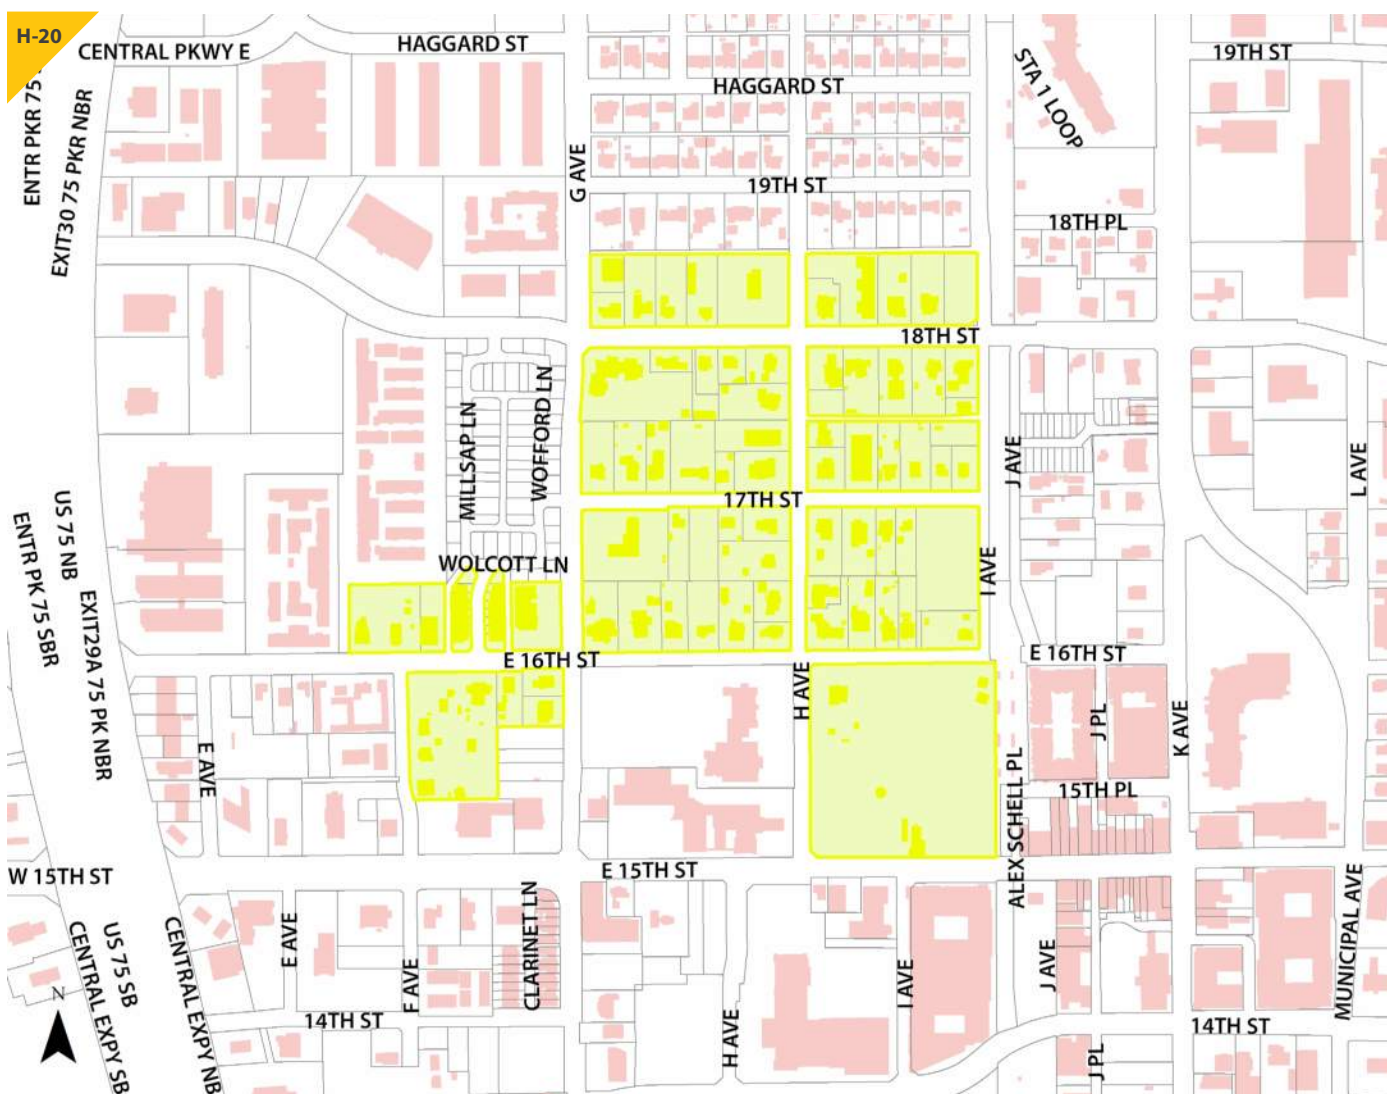 H-20
CENTRAL PKWY E
HAGGARD ST
19TH ST
ENTR PKR 75
EXIT30 75 PKR NBR
STA 1 LOOP
HAGGARD ST
G AVE
19TH ST
18TH PL
18TH ST
MILLSAP LN
WOFFORD LN
J AVE
L AVE
17TH ST
US 75 NB
ENTR PK 75 SBR
EXIT29A 75 PK NBR
WOLCOTT LN
I AVE
E 16TH ST
E 16TH ST
H AVE
J PL
K AVE
E AVE
ALEX SCHELL PL
15TH PL
W 15TH ST
E 15TH ST
US 75 SB
CENTRAL EXPY SB
CENTRAL EXPY NB
E AVE
F AVE
CLARINET LN
I AVE
J AVE
MUNICIPAL AVE
N
14TH ST
H AVE
14TH ST
J PL